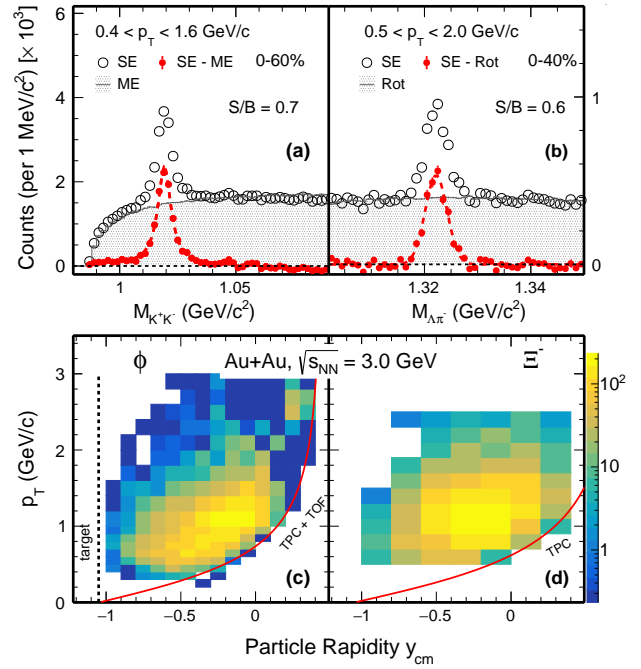 0.4 < p_T < 1.6 GeV/c
SE SE - ME 0-60%
ME
S/B = 0.7
(a)
0.5 < p_T < 2.0 GeV/c
SE SE - Rot 0-40%
Rot
S/B = 0.6
(b)
Counts (per 1 MeV/c²) [× 10³]
6
4
2
0
1
0
1 1.05
1.32 1.34
M_K⁺K⁻ (GeV/c²)
M_Λπ⁻ (GeV/c²)
ϕ Au+Au, √s_NN = 3.0 GeV Ξ⁻
p_T (GeV/c)
3
2
1
0
target
TPC + TOF
(c)
TPC
(d)
10²
10
1
−1 −0.5 0
−1 −0.5 0
Particle Rapidity y_cm